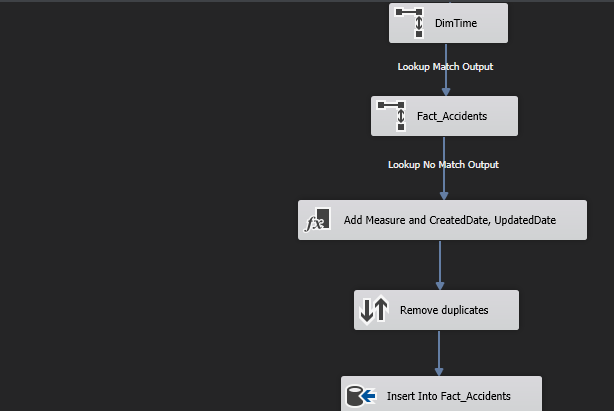 DimTime
Lookup Match Output
Fact_Accidents
Lookup No Match Output
fx
Add Measure and CreatedDate, UpdatedDate
Remove duplicates
Insert Into Fact_Accidents